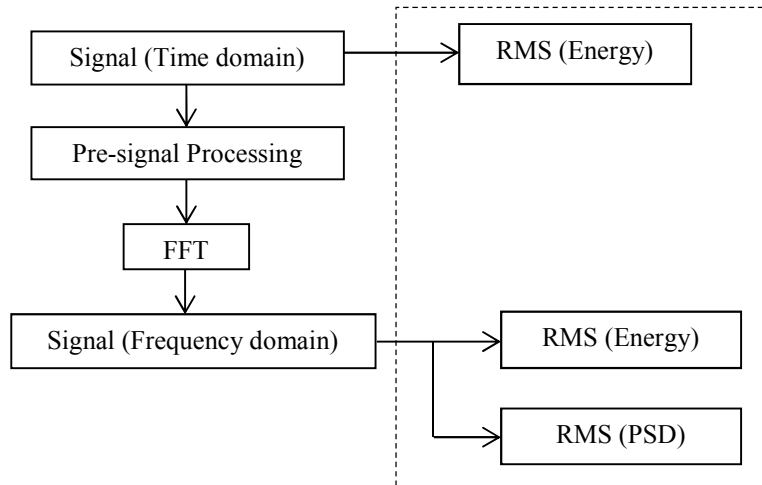 Signal (Time domain)
RMS (Energy)
Pre-signal Processing
FFT
Signal (Frequency domain)
RMS (Energy)
RMS (PSD)